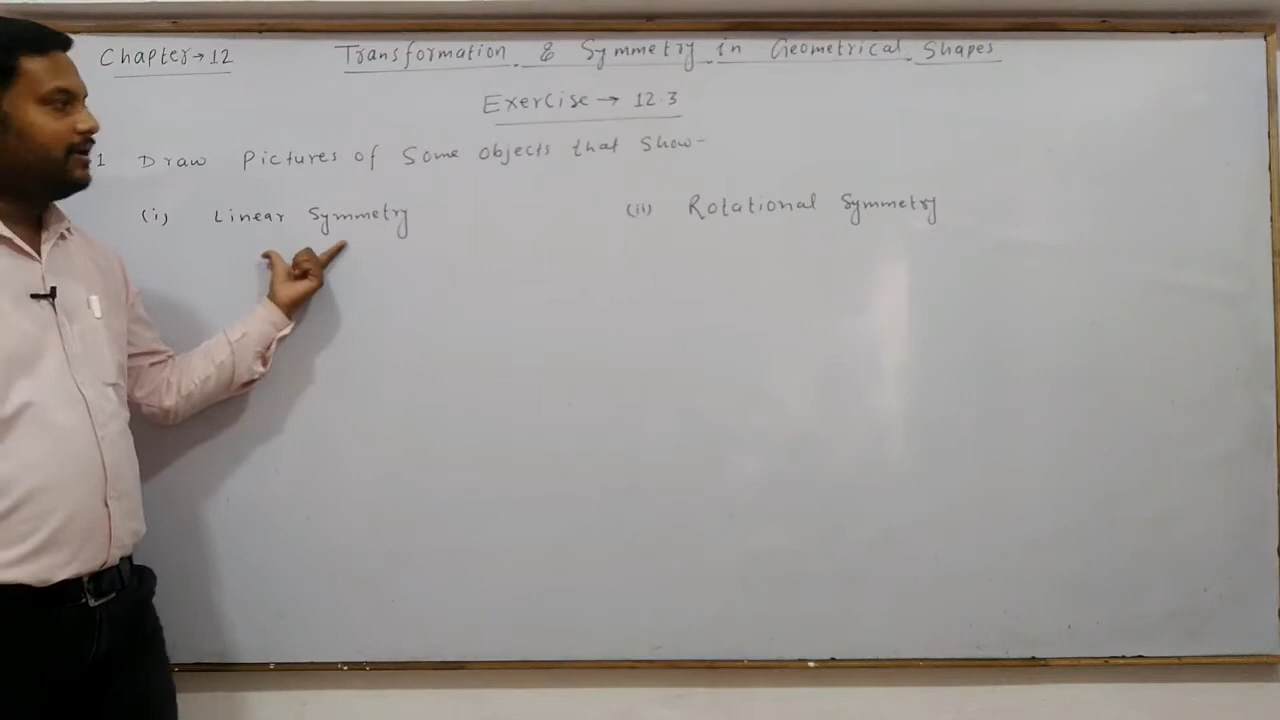 Chapter→12 Transformation & Symmetry in Geometrical Shapes
Exercise → 12.3
1 Draw Pictures of Some objects that Show-
(i) Linear Symmetry (ii) Rotational Symmetry